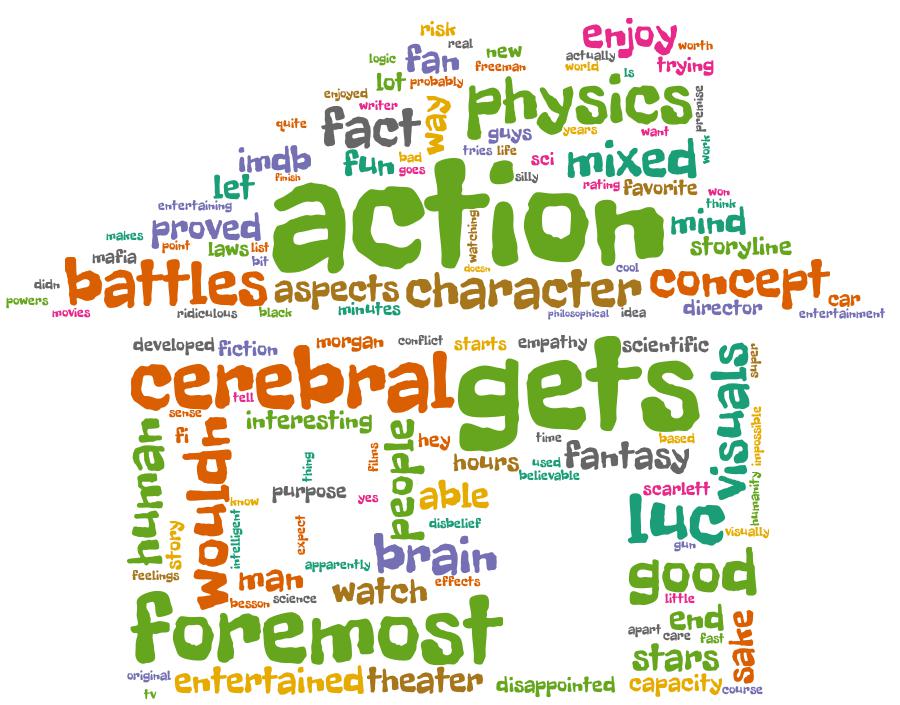 risk
real
enjoy
worth
logic
fan
new
actually
trying
freeman
world
is
lot
probably
enjoyed
writer
way
physics
premise
quite
fact
guys
years
want
work
imdb
fun
bad
goes
tries
life
sci
mixed
finish
silly
let
action
rating
favorite
won
think
entertaining
proved
mind
makes
point
laws
list
watching
storyline
mafia
bit
doesn
cool
didn
battles
aspects
character
concept
car
powers
movies
ridiculous
black
minutes
philosophical
idea
director
entertainment
developed
fiction
morgan
conflict
starts
empathy
scientific
cerebral
gets
visuals
super
tell
sense
interesting
human
fi
wouldn
people
hey
time
based
impossible
films
hours
used
fantasy
believable
thing
purpose
yes
able
scarlett
humanity
know
story
intelligent
expect
disbelief
luc
visually
gun
brain
feelings
man
apparently
effects
good
besson
science
watch
little
foremost
end
apart
care
fast
sake
stars
original
entertained
theater
disappointed
capacity
course
tv